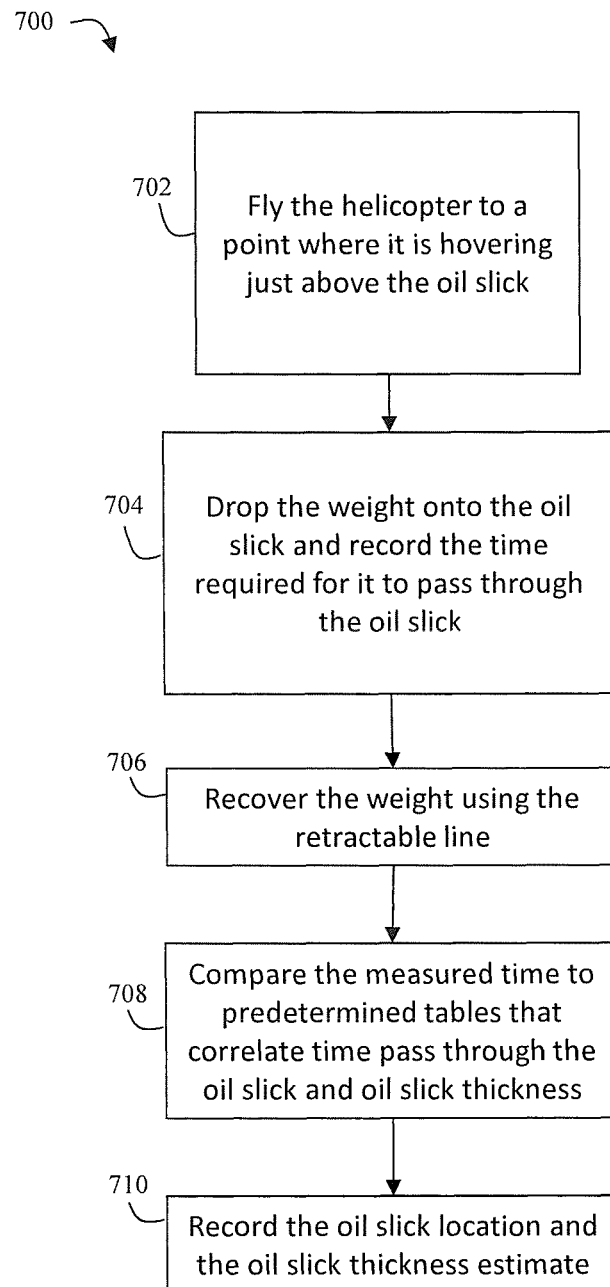 700
702
Fly the helicopter to a
point where it is hovering
just above the oil slick
704
Drop the weight onto the oil
slick and record the time
required for it to pass through
the oil slick
706
Recover the weight using the
retractable line
708
Compare the measured time to
predetermined tables that
correlate time pass through the
oil slick and oil slick thickness
710
Record the oil slick location and
the oil slick thickness estimate